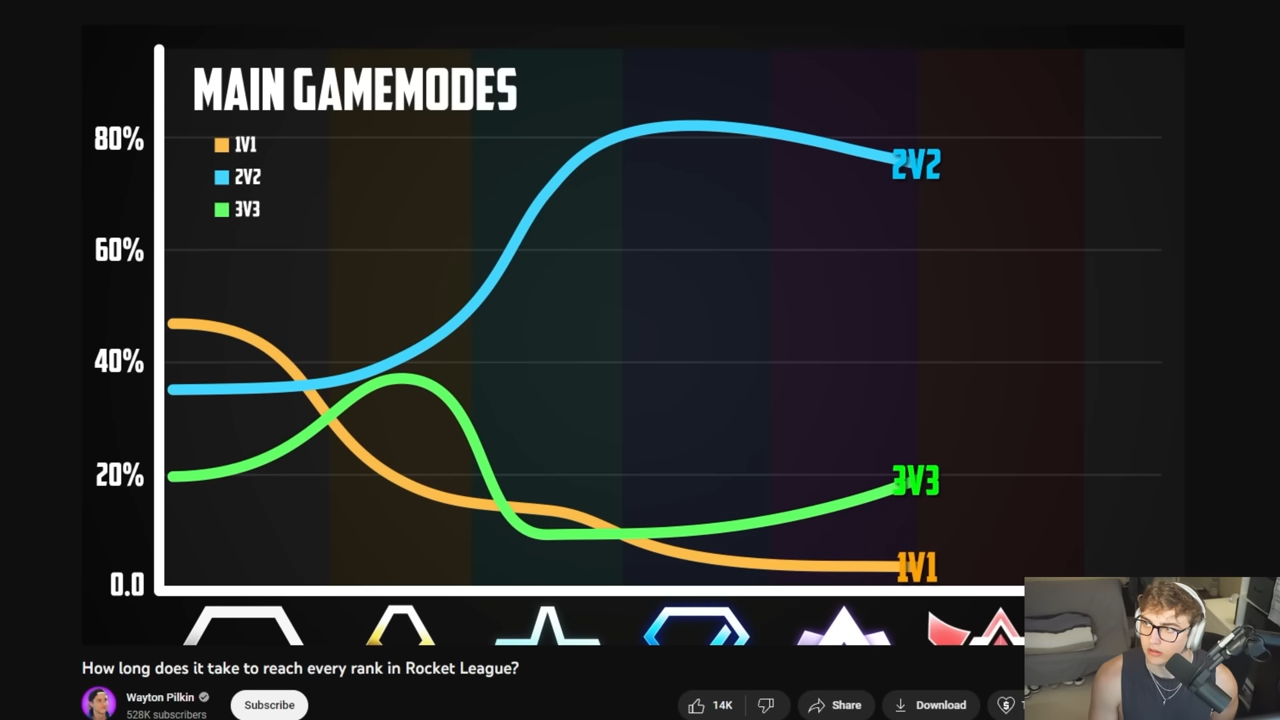 MAIN GAMEMODES
80%
1V1
2V2
3V3
2V2
60%
40%
20%
3V3
1V1
0.0
How long does it take to reach every rank in Rocket League?
Wayton Pilkin
528K subscribers
Subscribe
14K
Share
Download